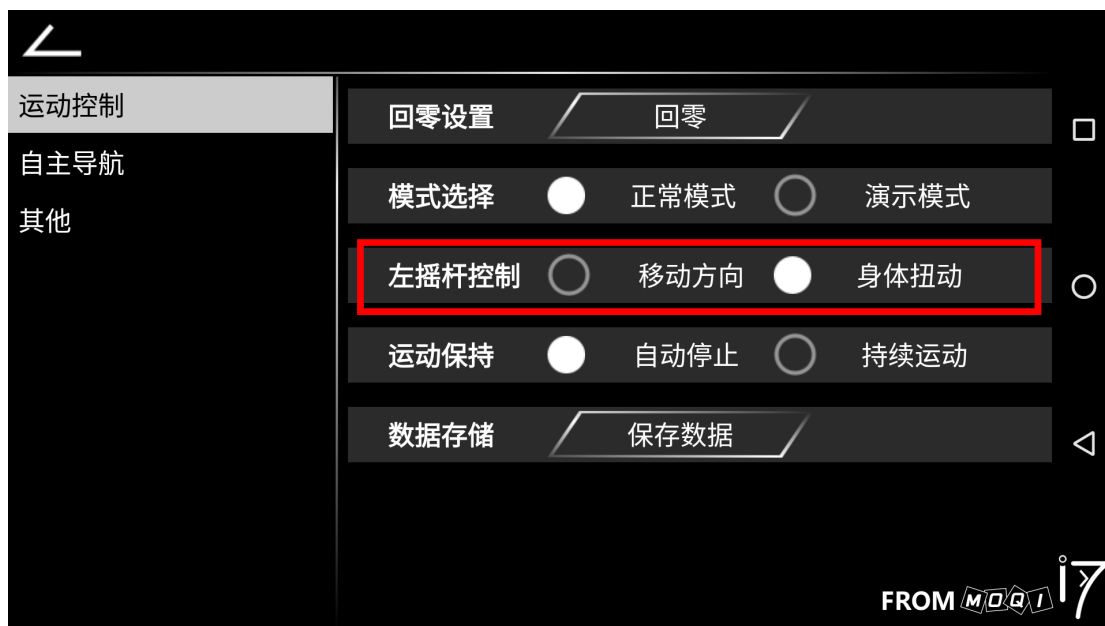 运动控制
自主导航
其他
回零设置 回零
模式选择 正常模式 演示模式
左摇杆控制 移动方向 身体扭动
运动保持 自动停止 持续运动
数据存储 保存数据
FROM MOQI i7